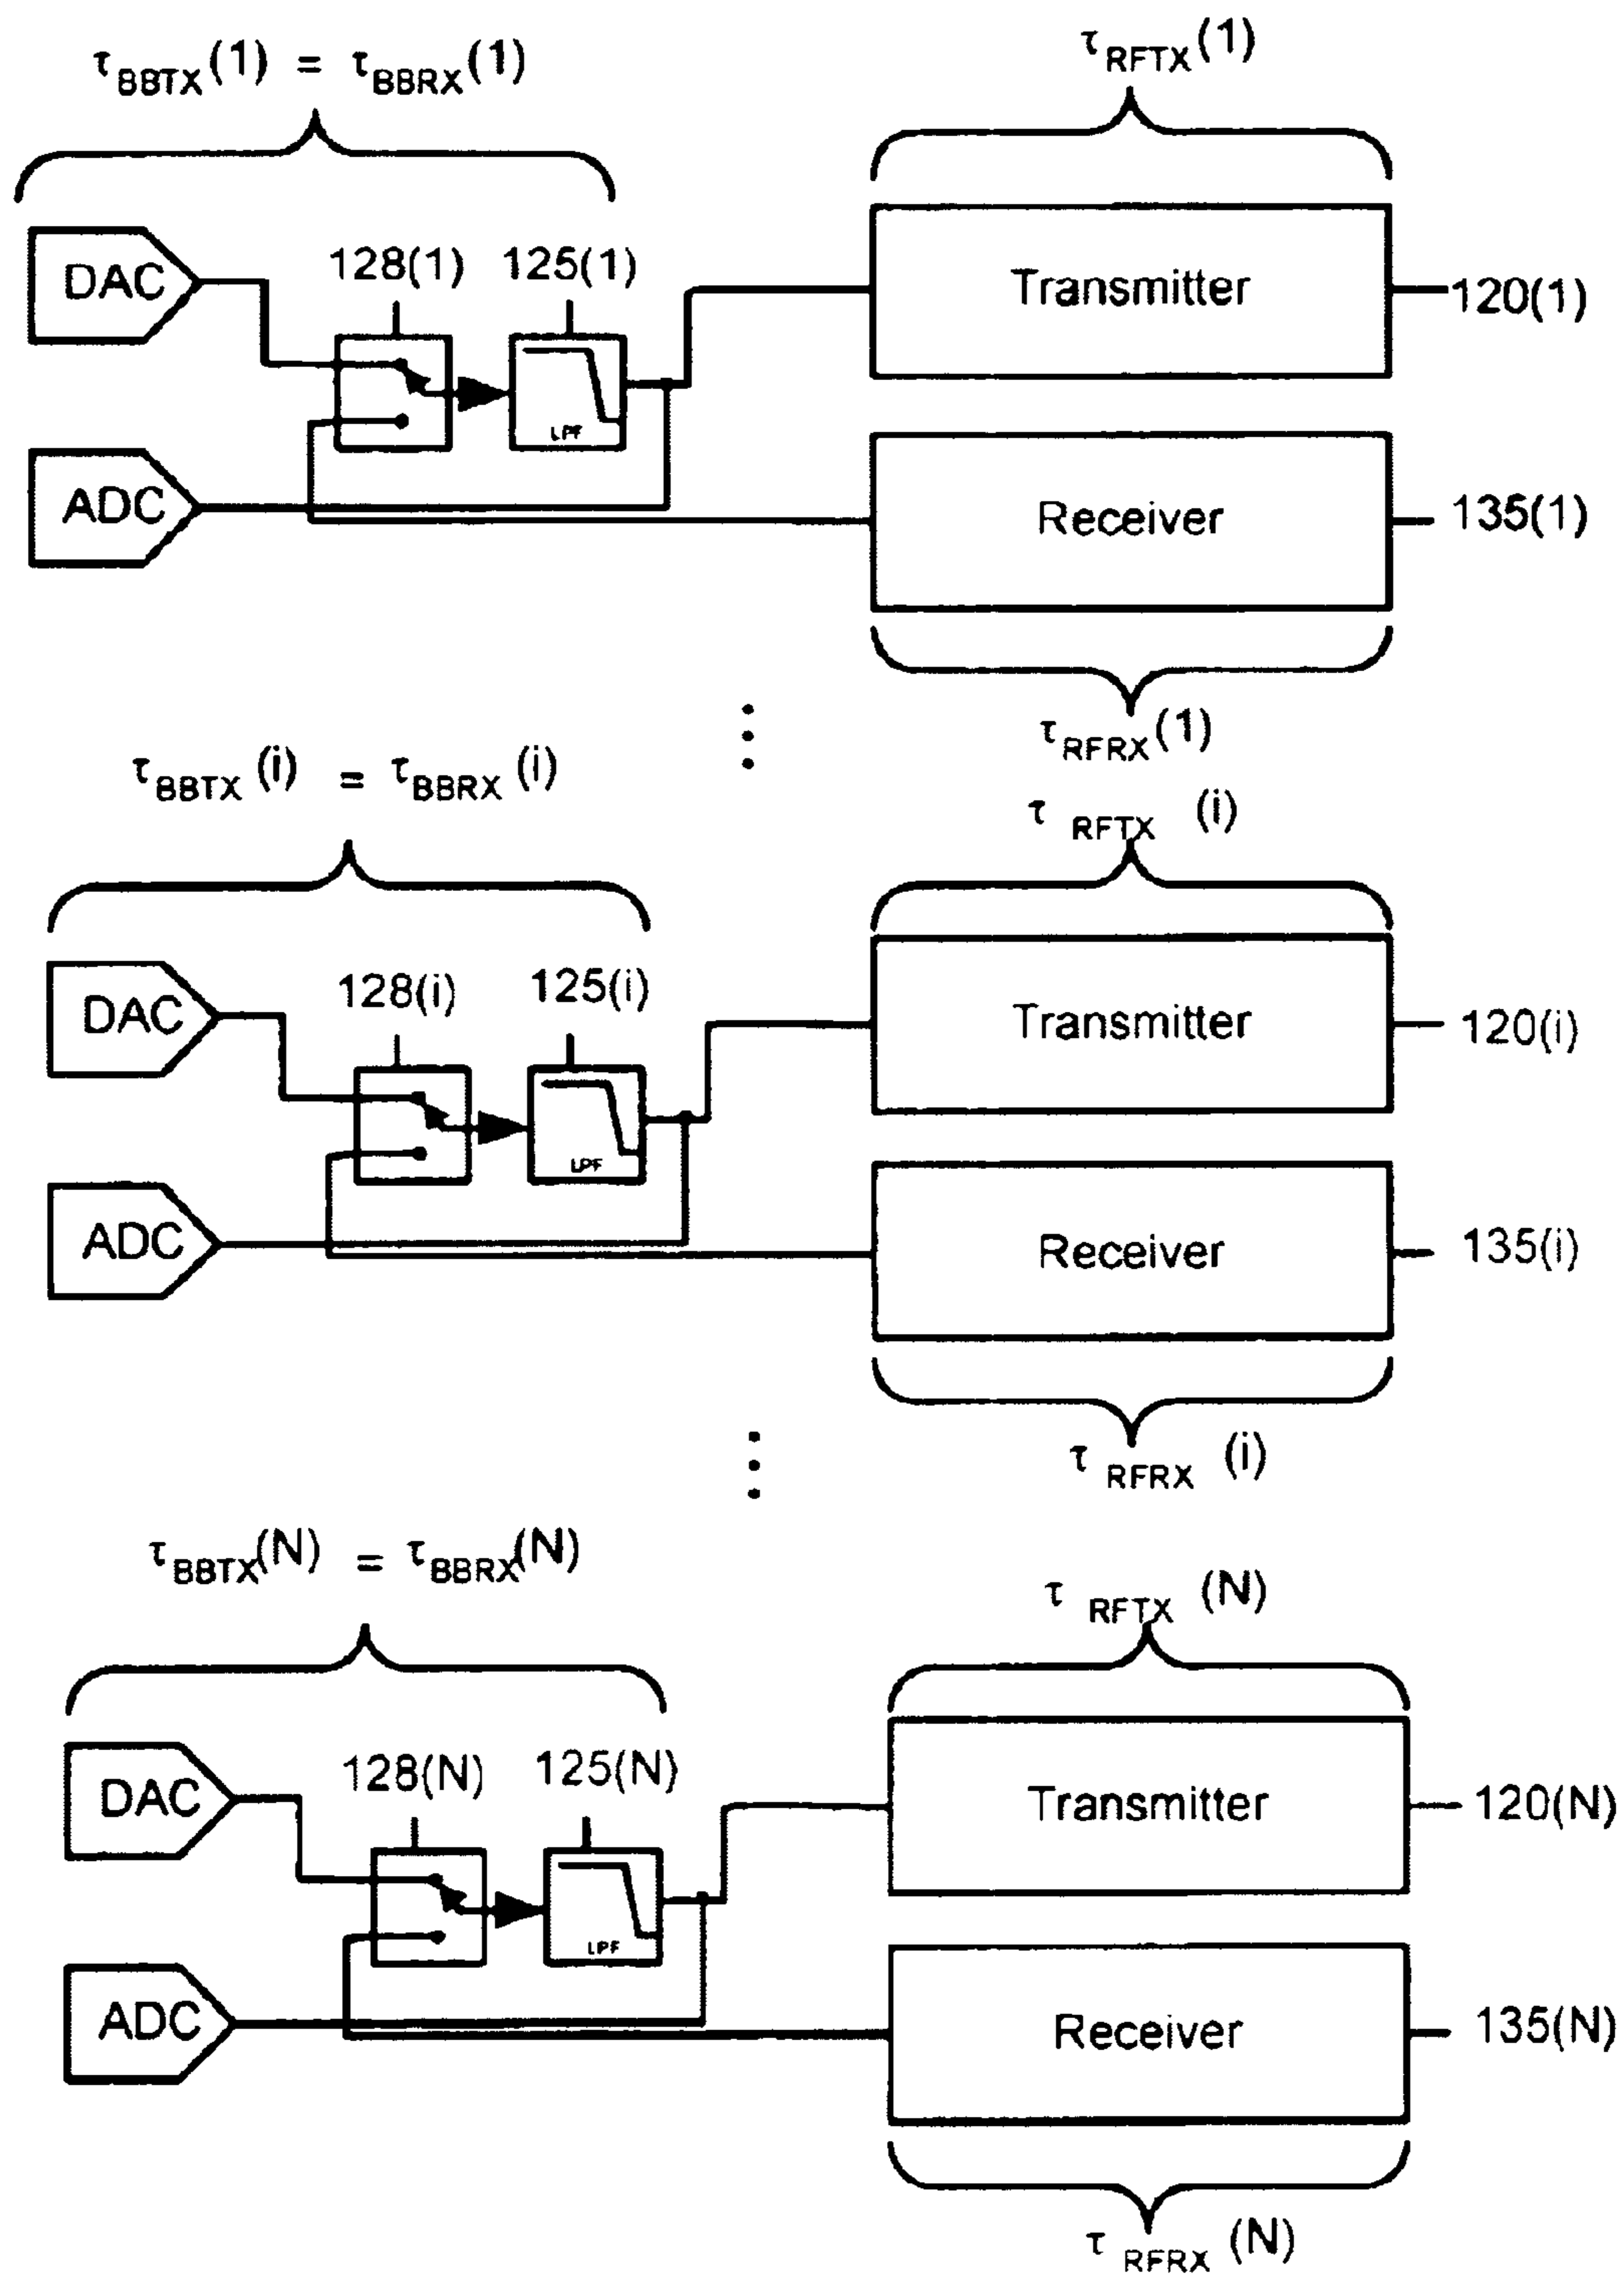 τBBTX(1) = τBBRX(1)
τRFTX(1)
DAC
128(1)
125(1)
Transmitter
120(1)
LPF
ADC
Receiver
135(1)
τRFRX(1)
τBBTX (i) = τBBRX (i)
τ RFTX (i)
DAC
128(i)
125(i)
Transmitter
120(i)
LPF
ADC
Receiver
135(i)
τ RFRX (i)
τBBTX(N) = τBBRX(N)
τ RFTX (N)
DAC
128(N)
125(N)
Transmitter
120(N)
LPF
ADC
Receiver
135(N)
τ RFRX (N)